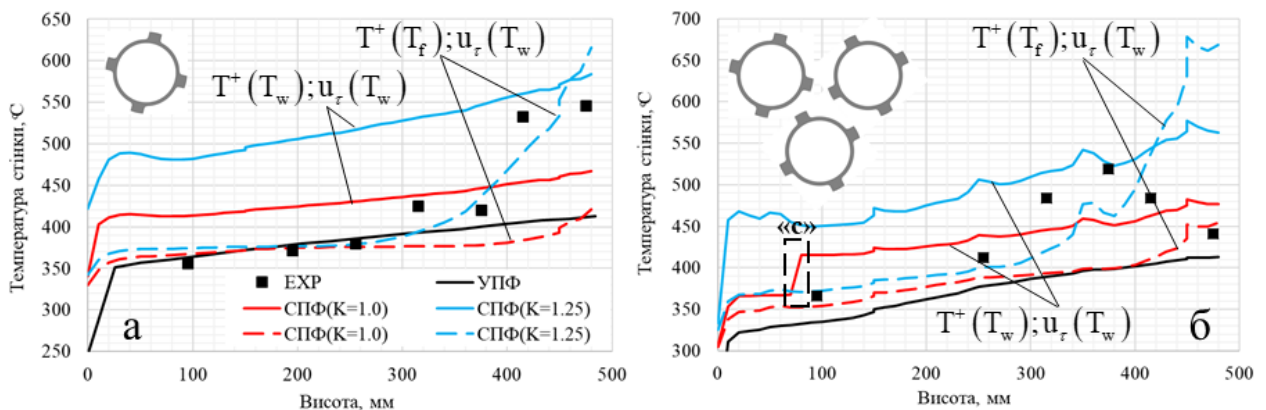 Температура стінки, °C
650
600
550
500
450
400
350
300
250
T⁺(T_f);u_τ(T_w)
T⁺(T_w);u_τ(T_w)
EXP
УПФ
СПФ(K=1.0)
СПФ(K=1.25)
СПФ(K=1.0)
СПФ(K=1.25)
а
0 100 200 300 400 500
Висота, мм
Температура стінки, °C
700
650
600
550
500
450
400
350
300
T⁺(T_f);u_τ(T_w)
«с»
T⁺(T_w);u_τ(T_w)
б
0 100 200 300 400 500
Висота, мм